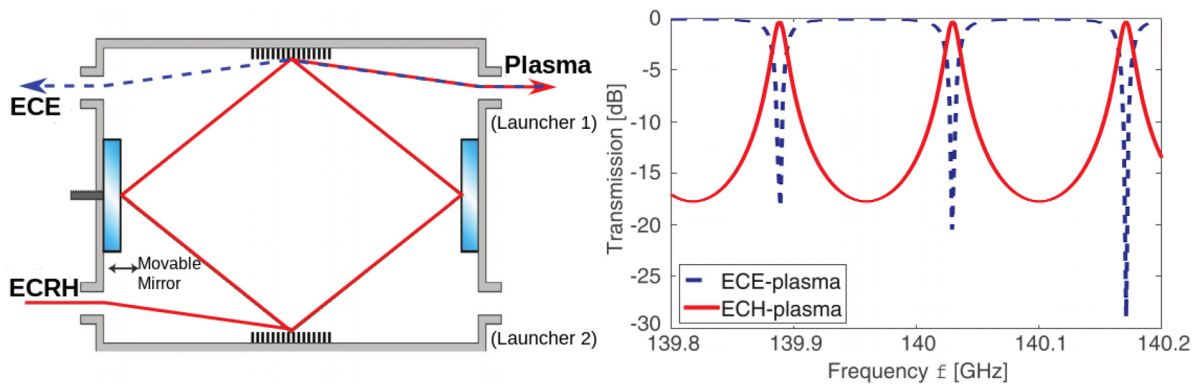 Plasma
ECE
(Launcher 1)
Movable
Mirror
ECRH
(Launcher 2)
Transmission [dB]
0
-5
-10
-15
-20
-25
-30
ECE-plasma
ECH-plasma
139.8
139.9
140
140.1
140.2
Frequency f [GHz]